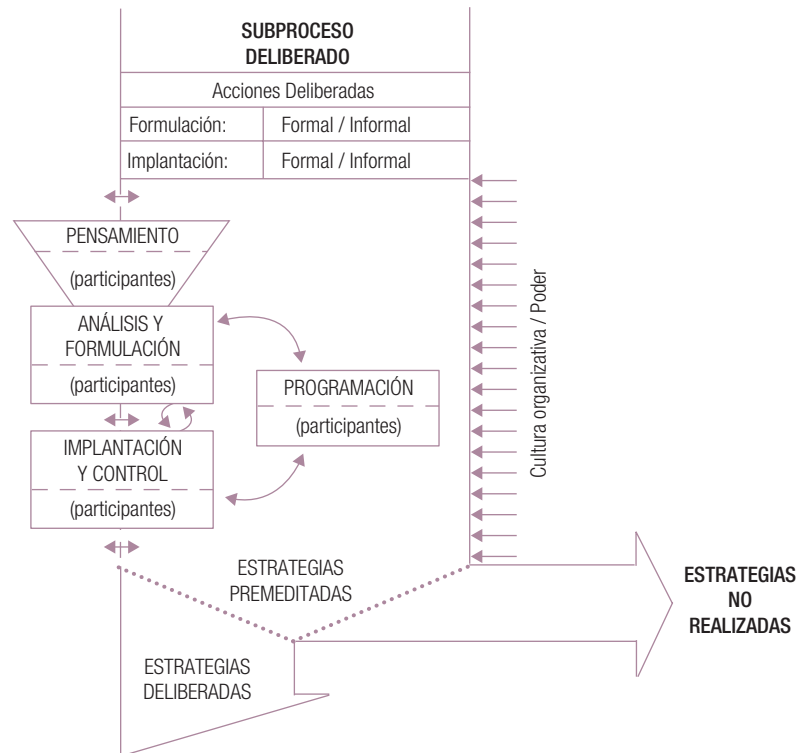 SUBPROCESO
DELIBERADO
Acciones Deliberadas
Formulación: Formal / Informal
Implantación: Formal / Informal
PENSAMIENTO
(participantes)
ANÁLISIS Y
FORMULACIÓN
(participantes)
PROGRAMACIÓN
(participantes)
IMPLANTACIÓN
Y CONTROL
(participantes)
Cultura organizativa / Poder
ESTRATEGIAS
PREMEDITADAS
ESTRATEGIAS
NO
REALIZADAS
ESTRATEGIAS
DELIBERADAS